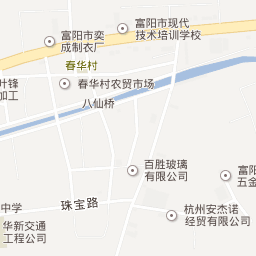 富阳市奕
成制衣厂
富阳市现代
技术培训学校
春华村
叶锋
加工
春华村农贸市场
八仙桥
百胜玻璃
有限公司
富阳
五金
珠宝路
中学
杭州安杰诺
经贸有限公司
华新交通
工程公司